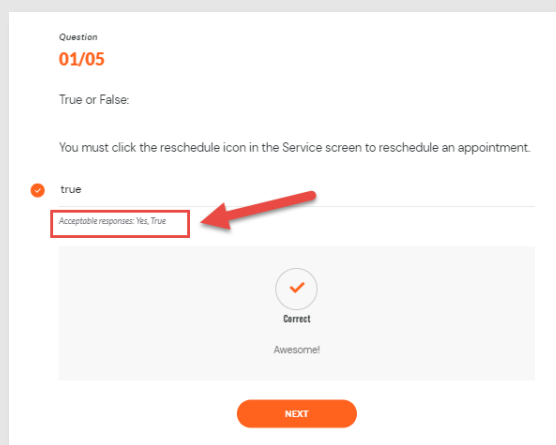 Question
01/05
True or False:
You must click the reschedule icon in the Service screen to reschedule an appointment.
true
Acceptable responses: Yes, True
Correct
Awesome!
NEXT